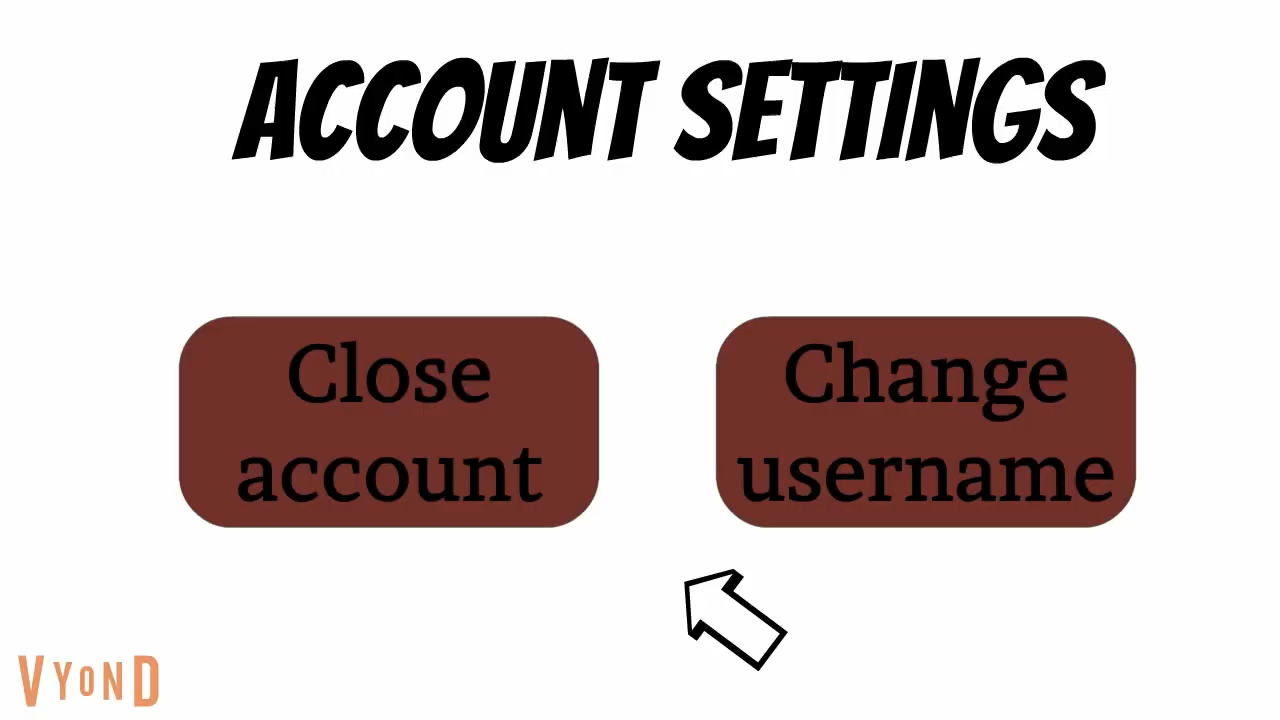 ACCOUNT SETTINGS
Close
account
Change
username
VYOND